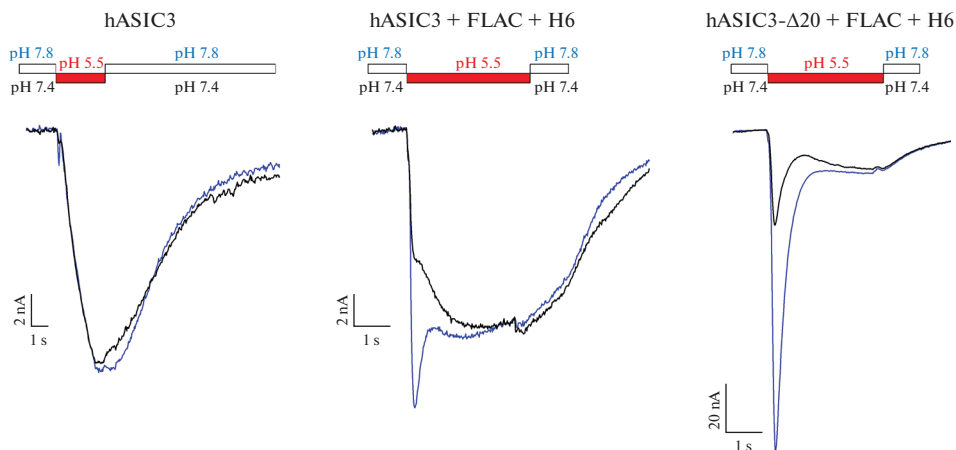 hASIC3
pH 7.8 pH 5.5 pH 7.8
pH 7.4 pH 7.4
2 nA
1 s
hASIC3 + FLAC + H6
pH 7.8 pH 5.5 pH 7.8
pH 7.4 pH 7.4
2 nA
1 s
hASIC3-Δ20 + FLAC + H6
pH 7.8 pH 5.5 pH 7.8
pH 7.4 pH 7.4
20 nA
1 s